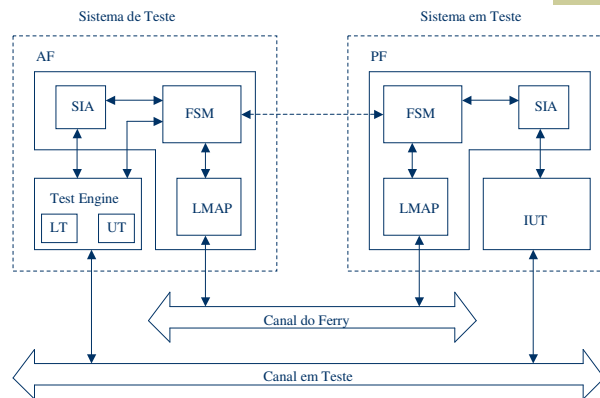 Sistema de Teste
Sistema em Teste
AF
PF
SIA
FSM
FSM
SIA
Test Engine
LT
UT
LMAP
LMAP
IUT
Canal do Ferry
Canal em Teste